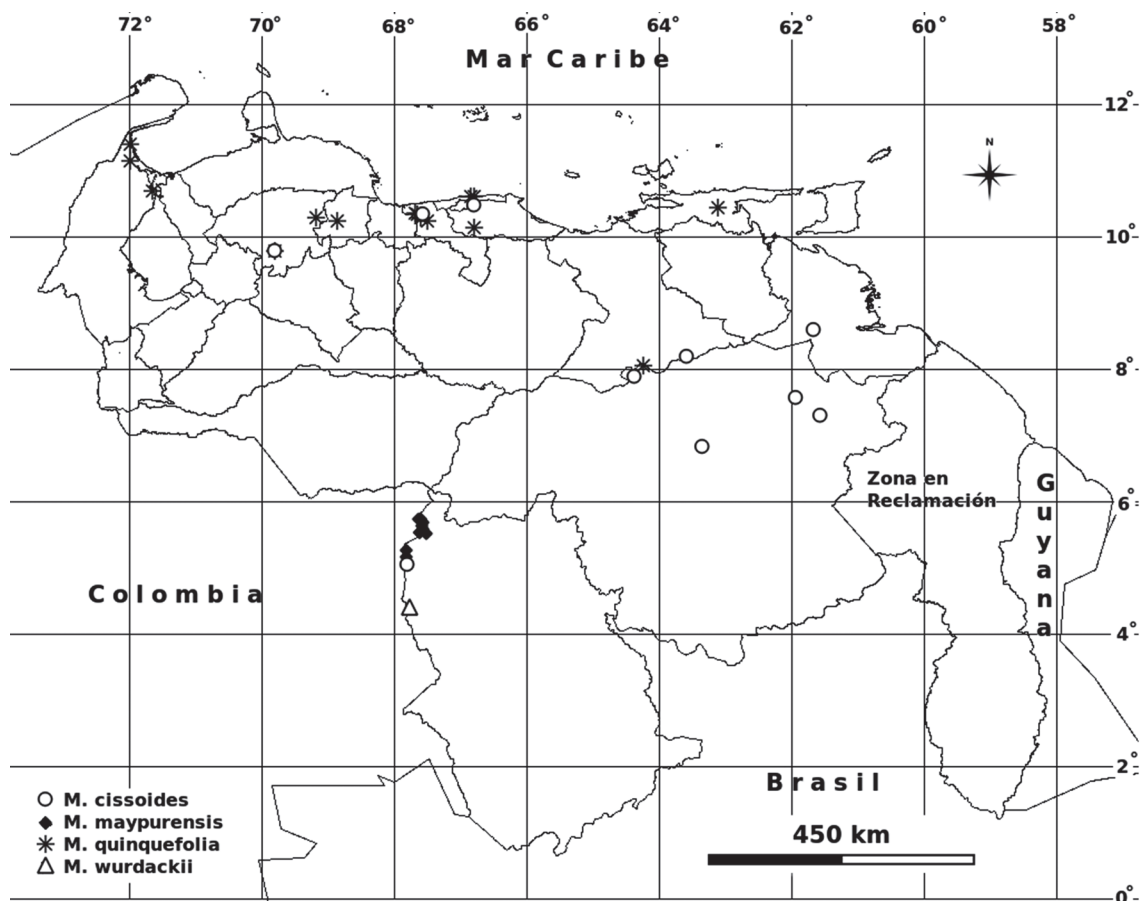 72° 70° 68° 66° 64° 62° 60° 58°
Mar Caribe
12°
N
10°
8°
Zona en
Reclamación
6°
Guyana
Colombia
4°
2°
Brasil
M. cissoides
M. maypurensis
M. quinquefolia
M. wurdackii
450 km
0°